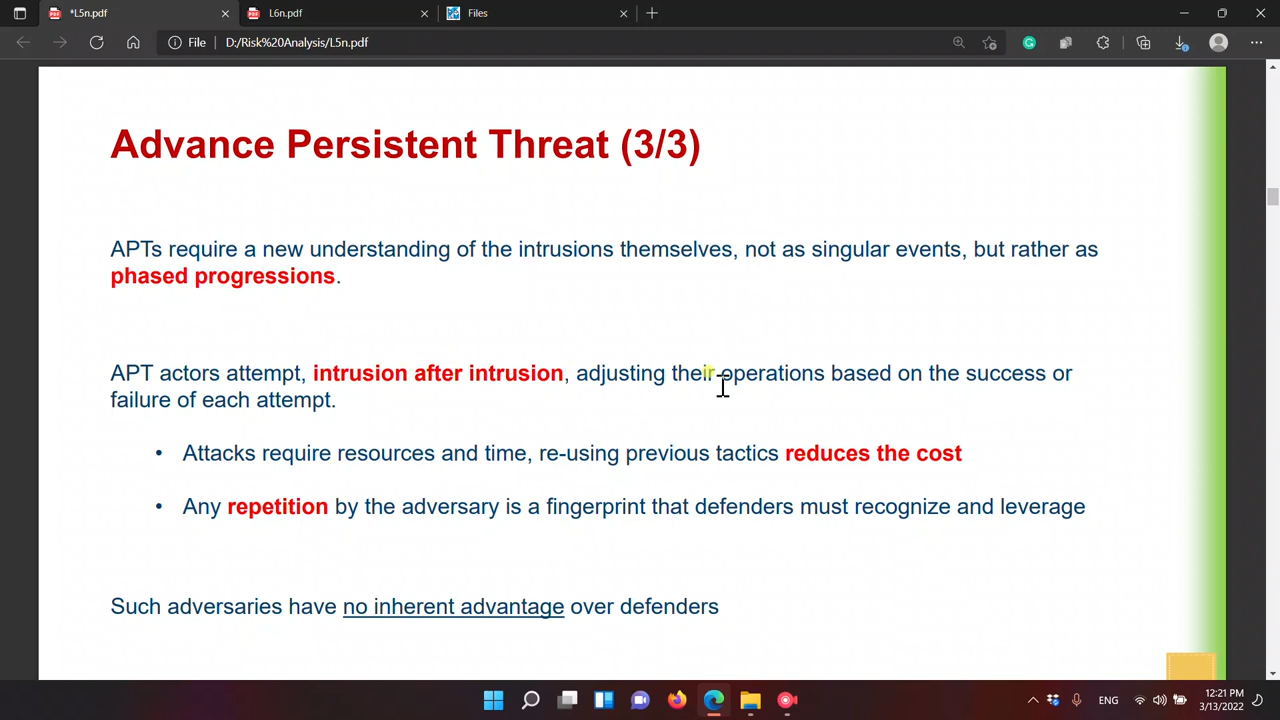 *L5n.pdf
L6n.pdf
Files
File
D:/Risk%20Analysis/L5n.pdf
Advance Persistent Threat (3/3)
APTs require a new understanding of the intrusions themselves, not as singular events, but rather as
phased progressions.
APT actors attempt, intrusion after intrusion, adjusting their operations based on the success or
failure of each attempt.
• Attacks require resources and time, re-using previous tactics reduces the cost
• Any repetition by the adversary is a fingerprint that defenders must recognize and leverage
Such adversaries have no inherent advantage over defenders
ENG
12:21 PM
3/13/2022